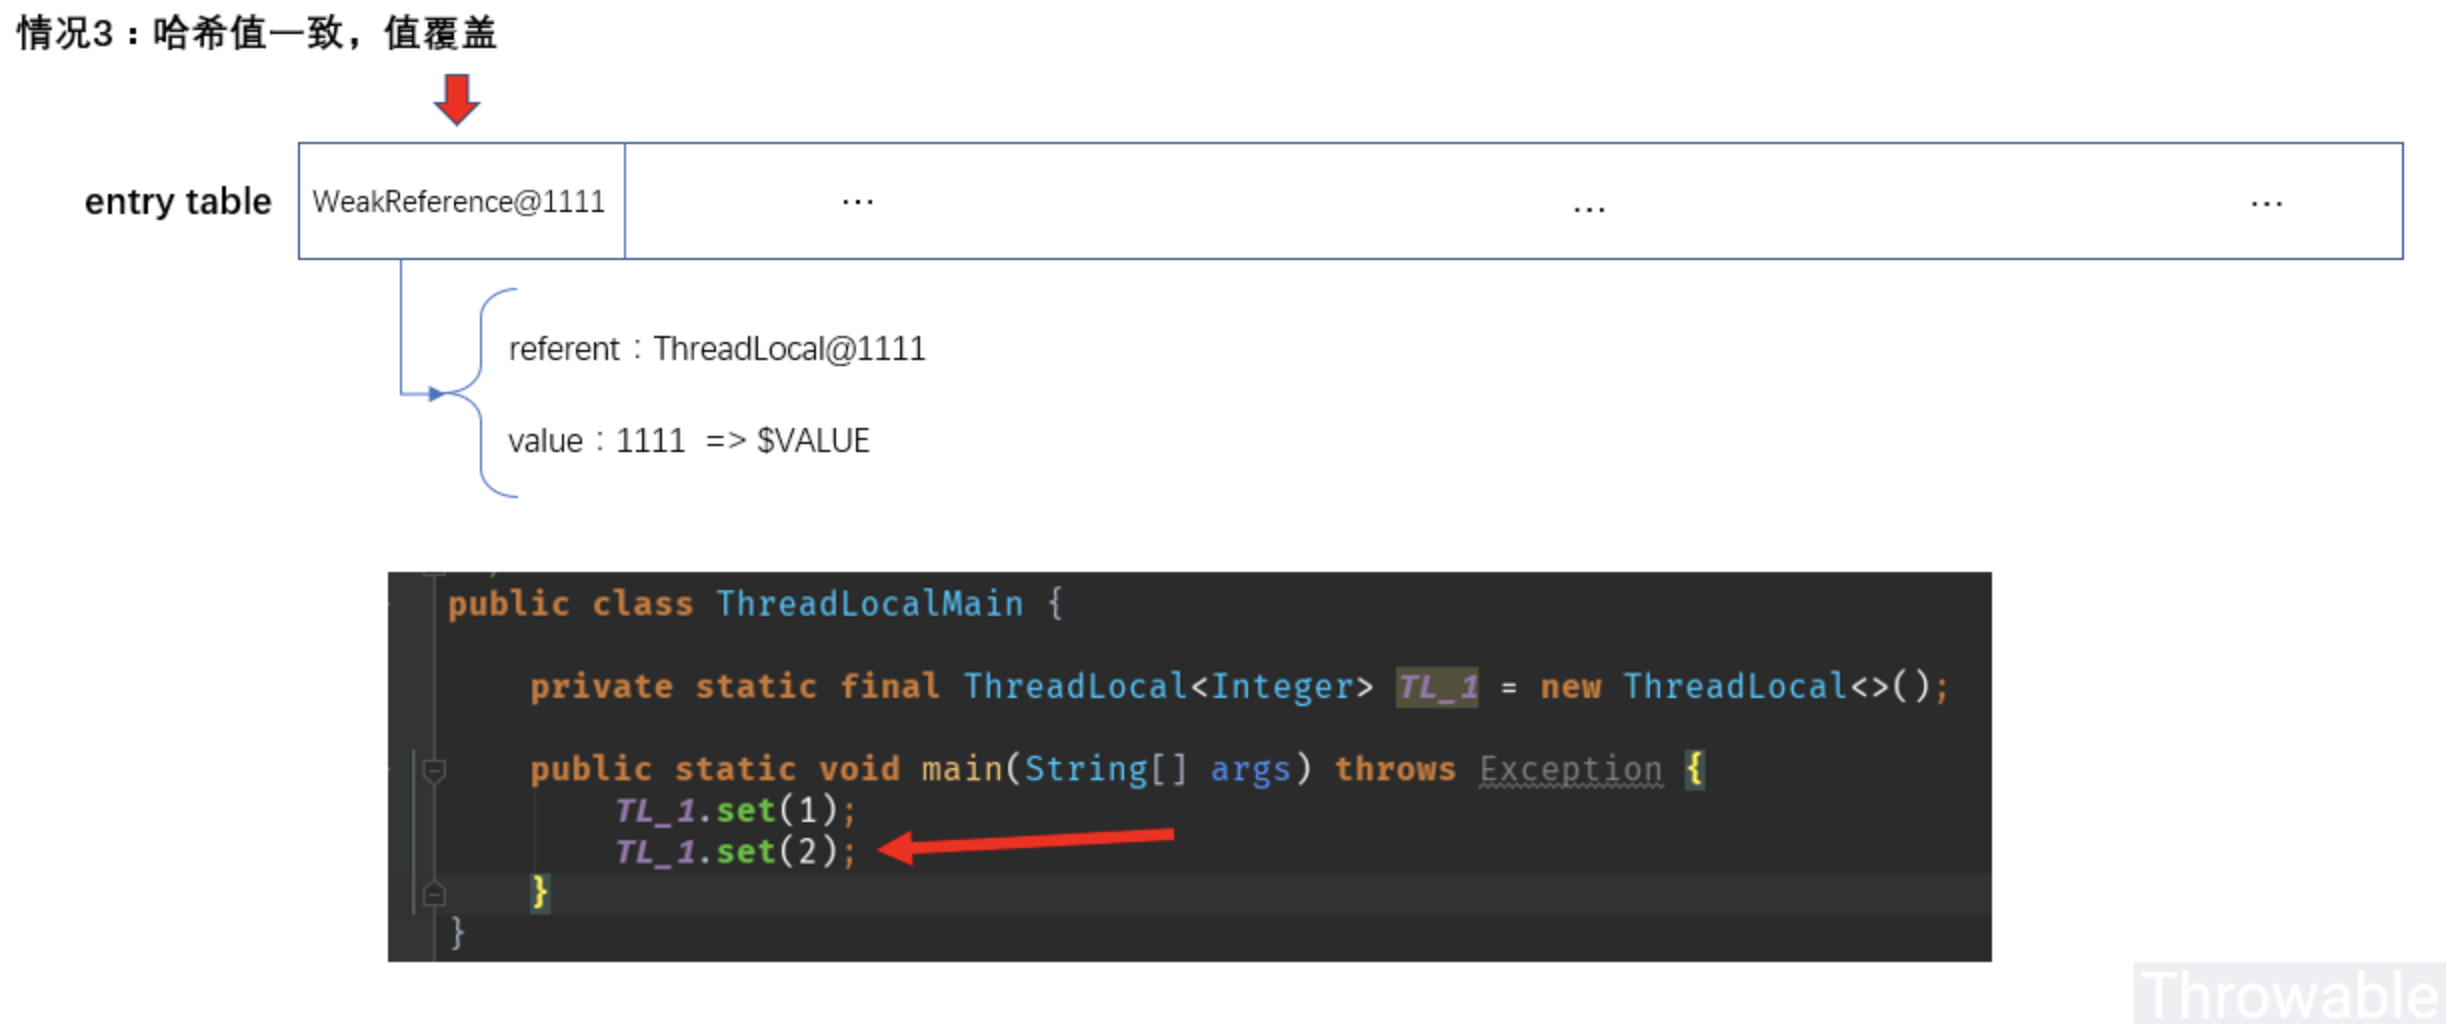 情况3：哈希值一致，值覆盖
entry table
WeakReference@1111
...
...
...
referent：ThreadLocal@1111
value：1111 => $VALUE
public class ThreadLocalMain {
private static final ThreadLocal<Integer> TL_1 = new ThreadLocal<>();
public static void main(String[] args) throws Exception {
TL_1.set(1);
TL_1.set(2);
}
}
Throwable